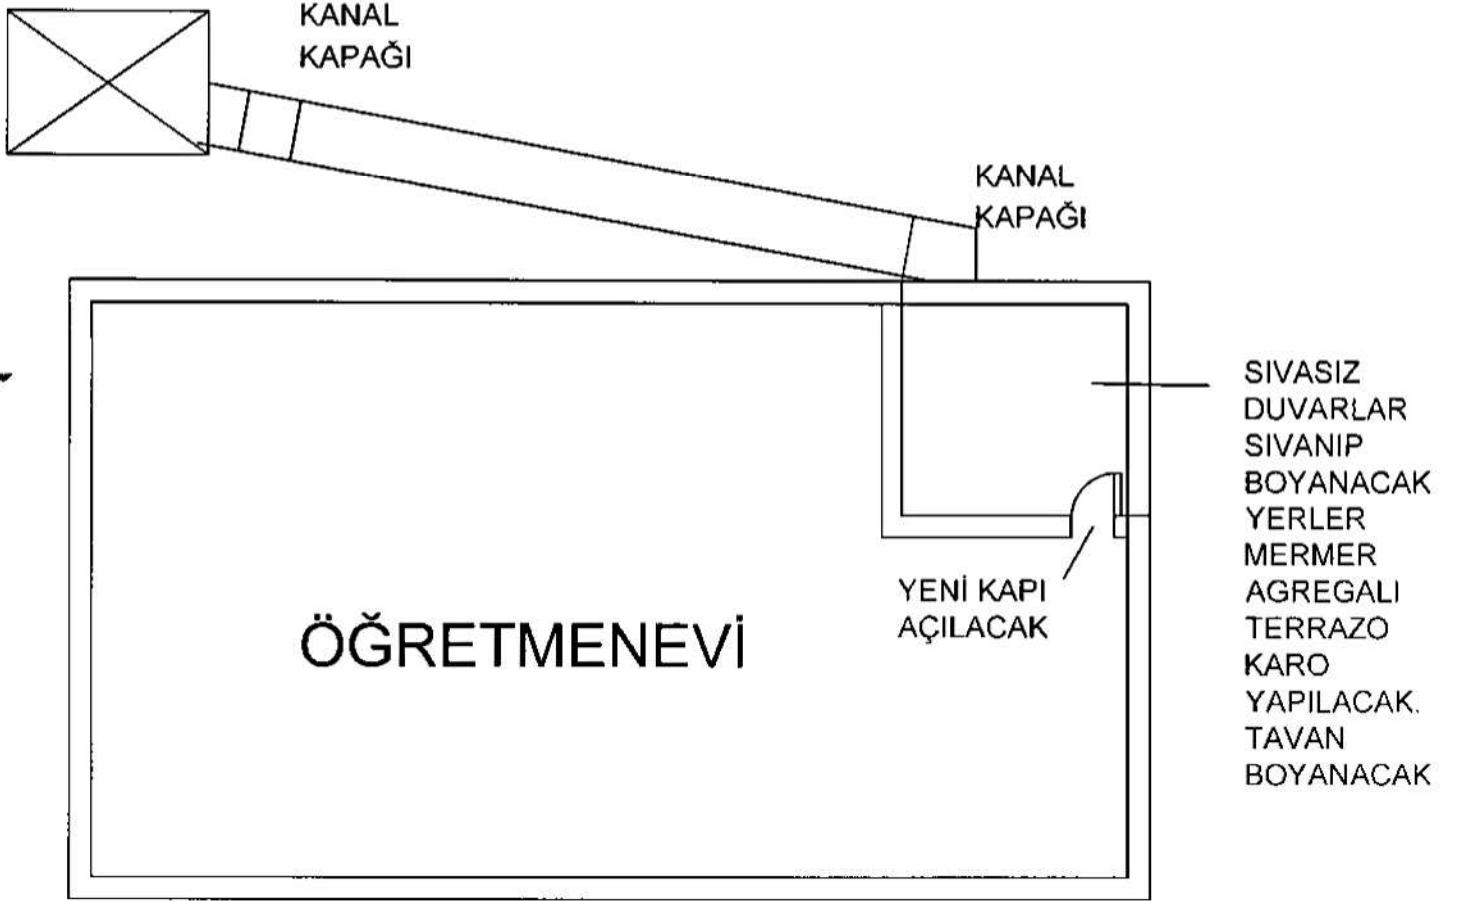 KANAL
KAPAĞI
KANAL
KAPAĞI
SIVASIZ
DUVARLAR
SIVANIP
BOYANACAK
YERLER
MERMER
AGREGALI
TERRAZO
KARO
YAPILACAK.
TAVAN
BOYANACAK
YENİ KAPI
AÇILACAK
ÖĞRETMENEVİ